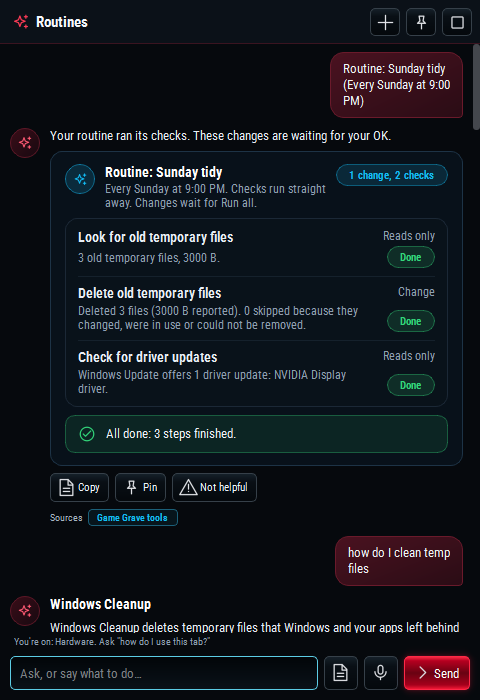 Routines
Routine: Sunday tidy
(Every Sunday at 9:00
PM)
Your routine ran its checks. These changes are waiting for your OK.
Routine: Sunday tidy
1 change, 2 checks
Every Sunday at 9:00 PM. Checks run straight
away. Changes wait for Run all.
Look for old temporary files
Reads only
3 old temporary files, 3000 B.
Done
Delete old temporary files
Change
Deleted 3 files (3000 B reported). 0 skipped because they
changed, were in use or could not be removed.
Done
Check for driver updates
Reads only
Windows Update offers 1 driver update: NVIDIA Display
driver.
Done
All done: 3 steps finished.
Copy
Pin
Not helpful
Sources
Game Grave tools
how do I clean temp
files
Windows Cleanup
Windows Cleanup deletes temporary files that Windows and your apps left behind
You're on: Hardware. Ask "how do I use this tab?"
Ask, or say what to do...
Send